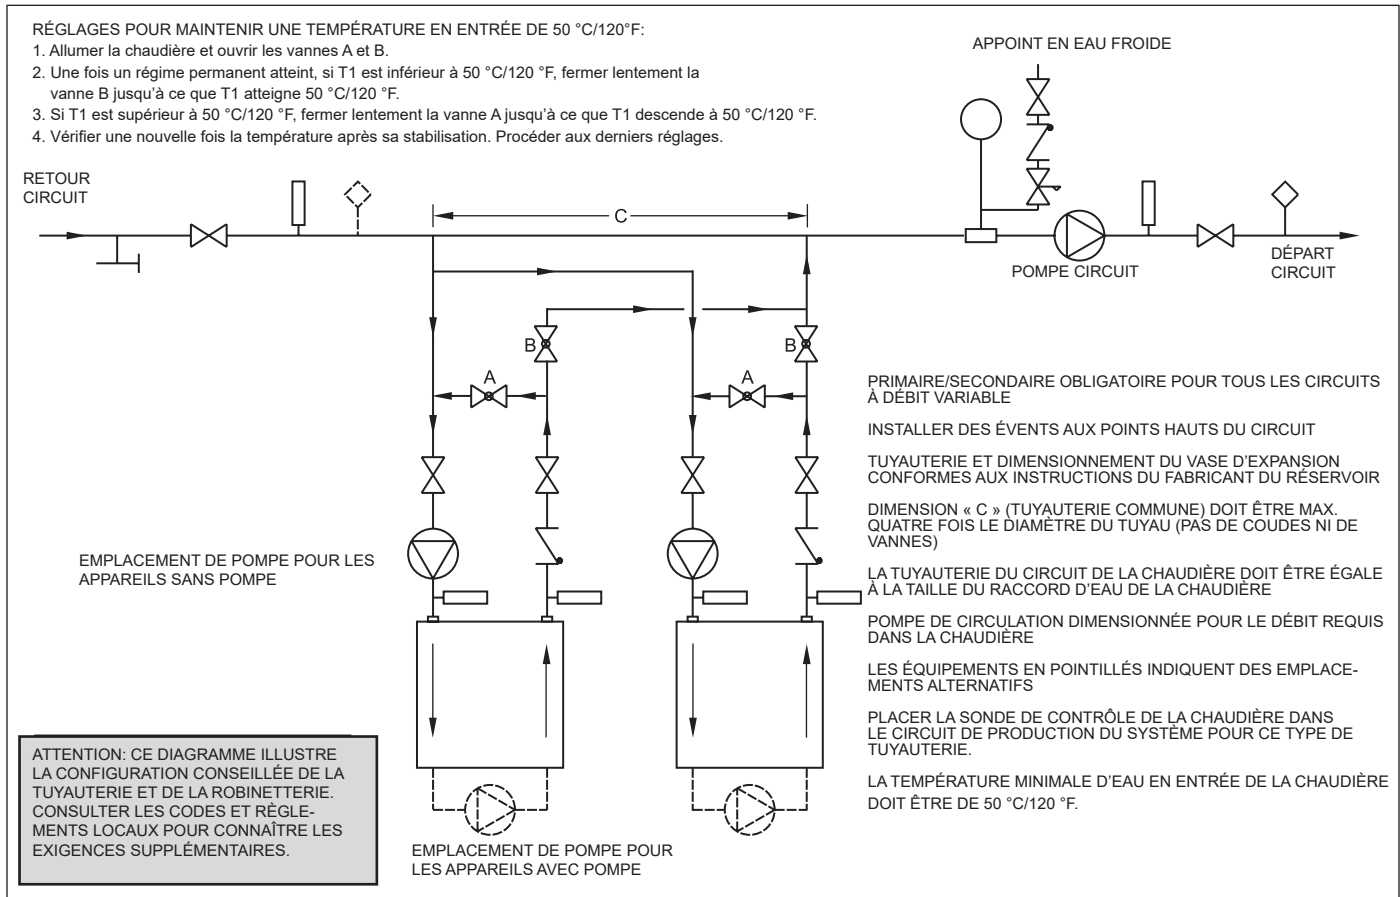 RÉGLAGES POUR MAINTENIR UNE TEMPÉRATURE EN ENTRÉE DE 50 °C/120°F:
1. Allumer la chaudière et ouvrir les vannes A et B.
2. Une fois un régime permanent atteint, si T1 est inférieur à 50 °C/120 °F, fermer lentement la
vanne B jusqu'à ce que T1 atteigne 50 °C/120 °F.
3. Si T1 est supérieur à 50 °C/120 °F, fermer lentement la vanne A jusqu'à ce que T1 descende à 50 °C/120 °F.
4. Vérifier une nouvelle fois la température après sa stabilisation. Procéder aux derniers réglages.
APPOINT EN EAU FROIDE
RETOUR
CIRCUIT
C
POMPE CIRCUIT
DÉPART
CIRCUIT
B
B
A
A
PRIMAIRE/SECONDAIRE OBLIGATOIRE POUR TOUS LES CIRCUITS
À DÉBIT VARIABLE
INSTALLER DES ÉVENTS AUX POINTS HAUTS DU CIRCUIT
TUYAUTERIE ET DIMENSIONNEMENT DU VASE D'EXPANSION
CONFORMES AUX INSTRUCTIONS DU FABRICANT DU RÉSERVOIR
DIMENSION « C » (TUYAUTERIE COMMUNE) DOIT ÊTRE MAX.
QUATRE FOIS LE DIAMÈTRE DU TUYAU (PAS DE COUDES NI DE
VANNES)
LA TUYAUTERIE DU CIRCUIT DE LA CHAUDIÈRE DOIT ÊTRE ÉGALE
À LA TAILLE DU RACCORD D'EAU DE LA CHAUDIÈRE
POMPE DE CIRCULATION DIMENSIONNÉE POUR LE DÉBIT REQUIS
DANS LA CHAUDIÈRE
LES ÉQUIPEMENTS EN POINTILLÉS INDIQUENT DES EMPLACE-
MENTS ALTERNATIFS
PLACER LA SONDE DE CONTRÔLE DE LA CHAUDIÈRE DANS
LE CIRCUIT DE PRODUCTION DU SYSTÈME POUR CE TYPE DE
TUYAUTERIE.
LA TEMPÉRATURE MINIMALE D'EAU EN ENTRÉE DE LA CHAUDIÈRE
DOIT ÊTRE DE 50 °C/120 °F.
EMPLACEMENT DE POMPE POUR LES
APPAREILS SANS POMPE
ATTENTION: CE DIAGRAMME ILLUSTRE
LA CONFIGURATION CONSEILLÉE DE LA
TUYAUTERIE ET DE LA ROBINETTERIE.
CONSULTER LES CODES ET RÈGLE-
MENTS LOCAUX POUR CONNAÎTRE LES
EXIGENCES SUPPLÉMENTAIRES.
EMPLACEMENT DE POMPE POUR
LES APPAREILS AVEC POMPE